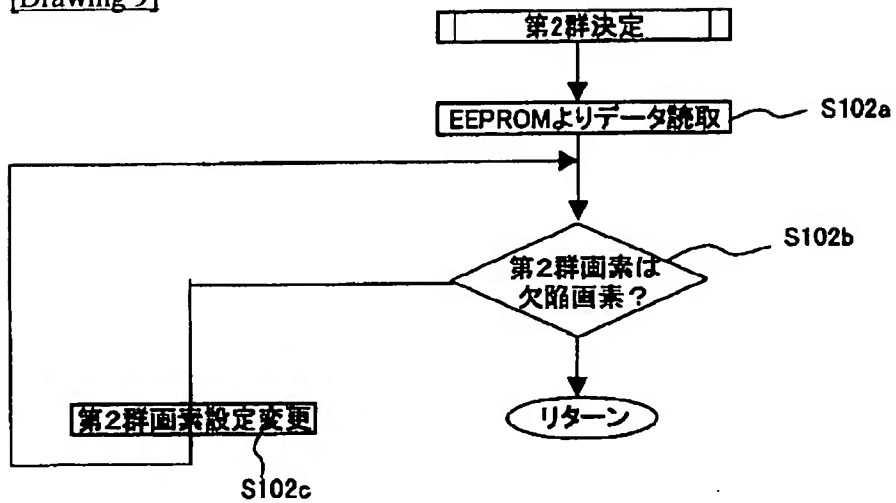 [Drawing 9]
第2群決定
EEPROMよりデータ読取
S102a
S102b
第2群画素は
欠陥画素?
第2群画素設定変更
リターン
S102c